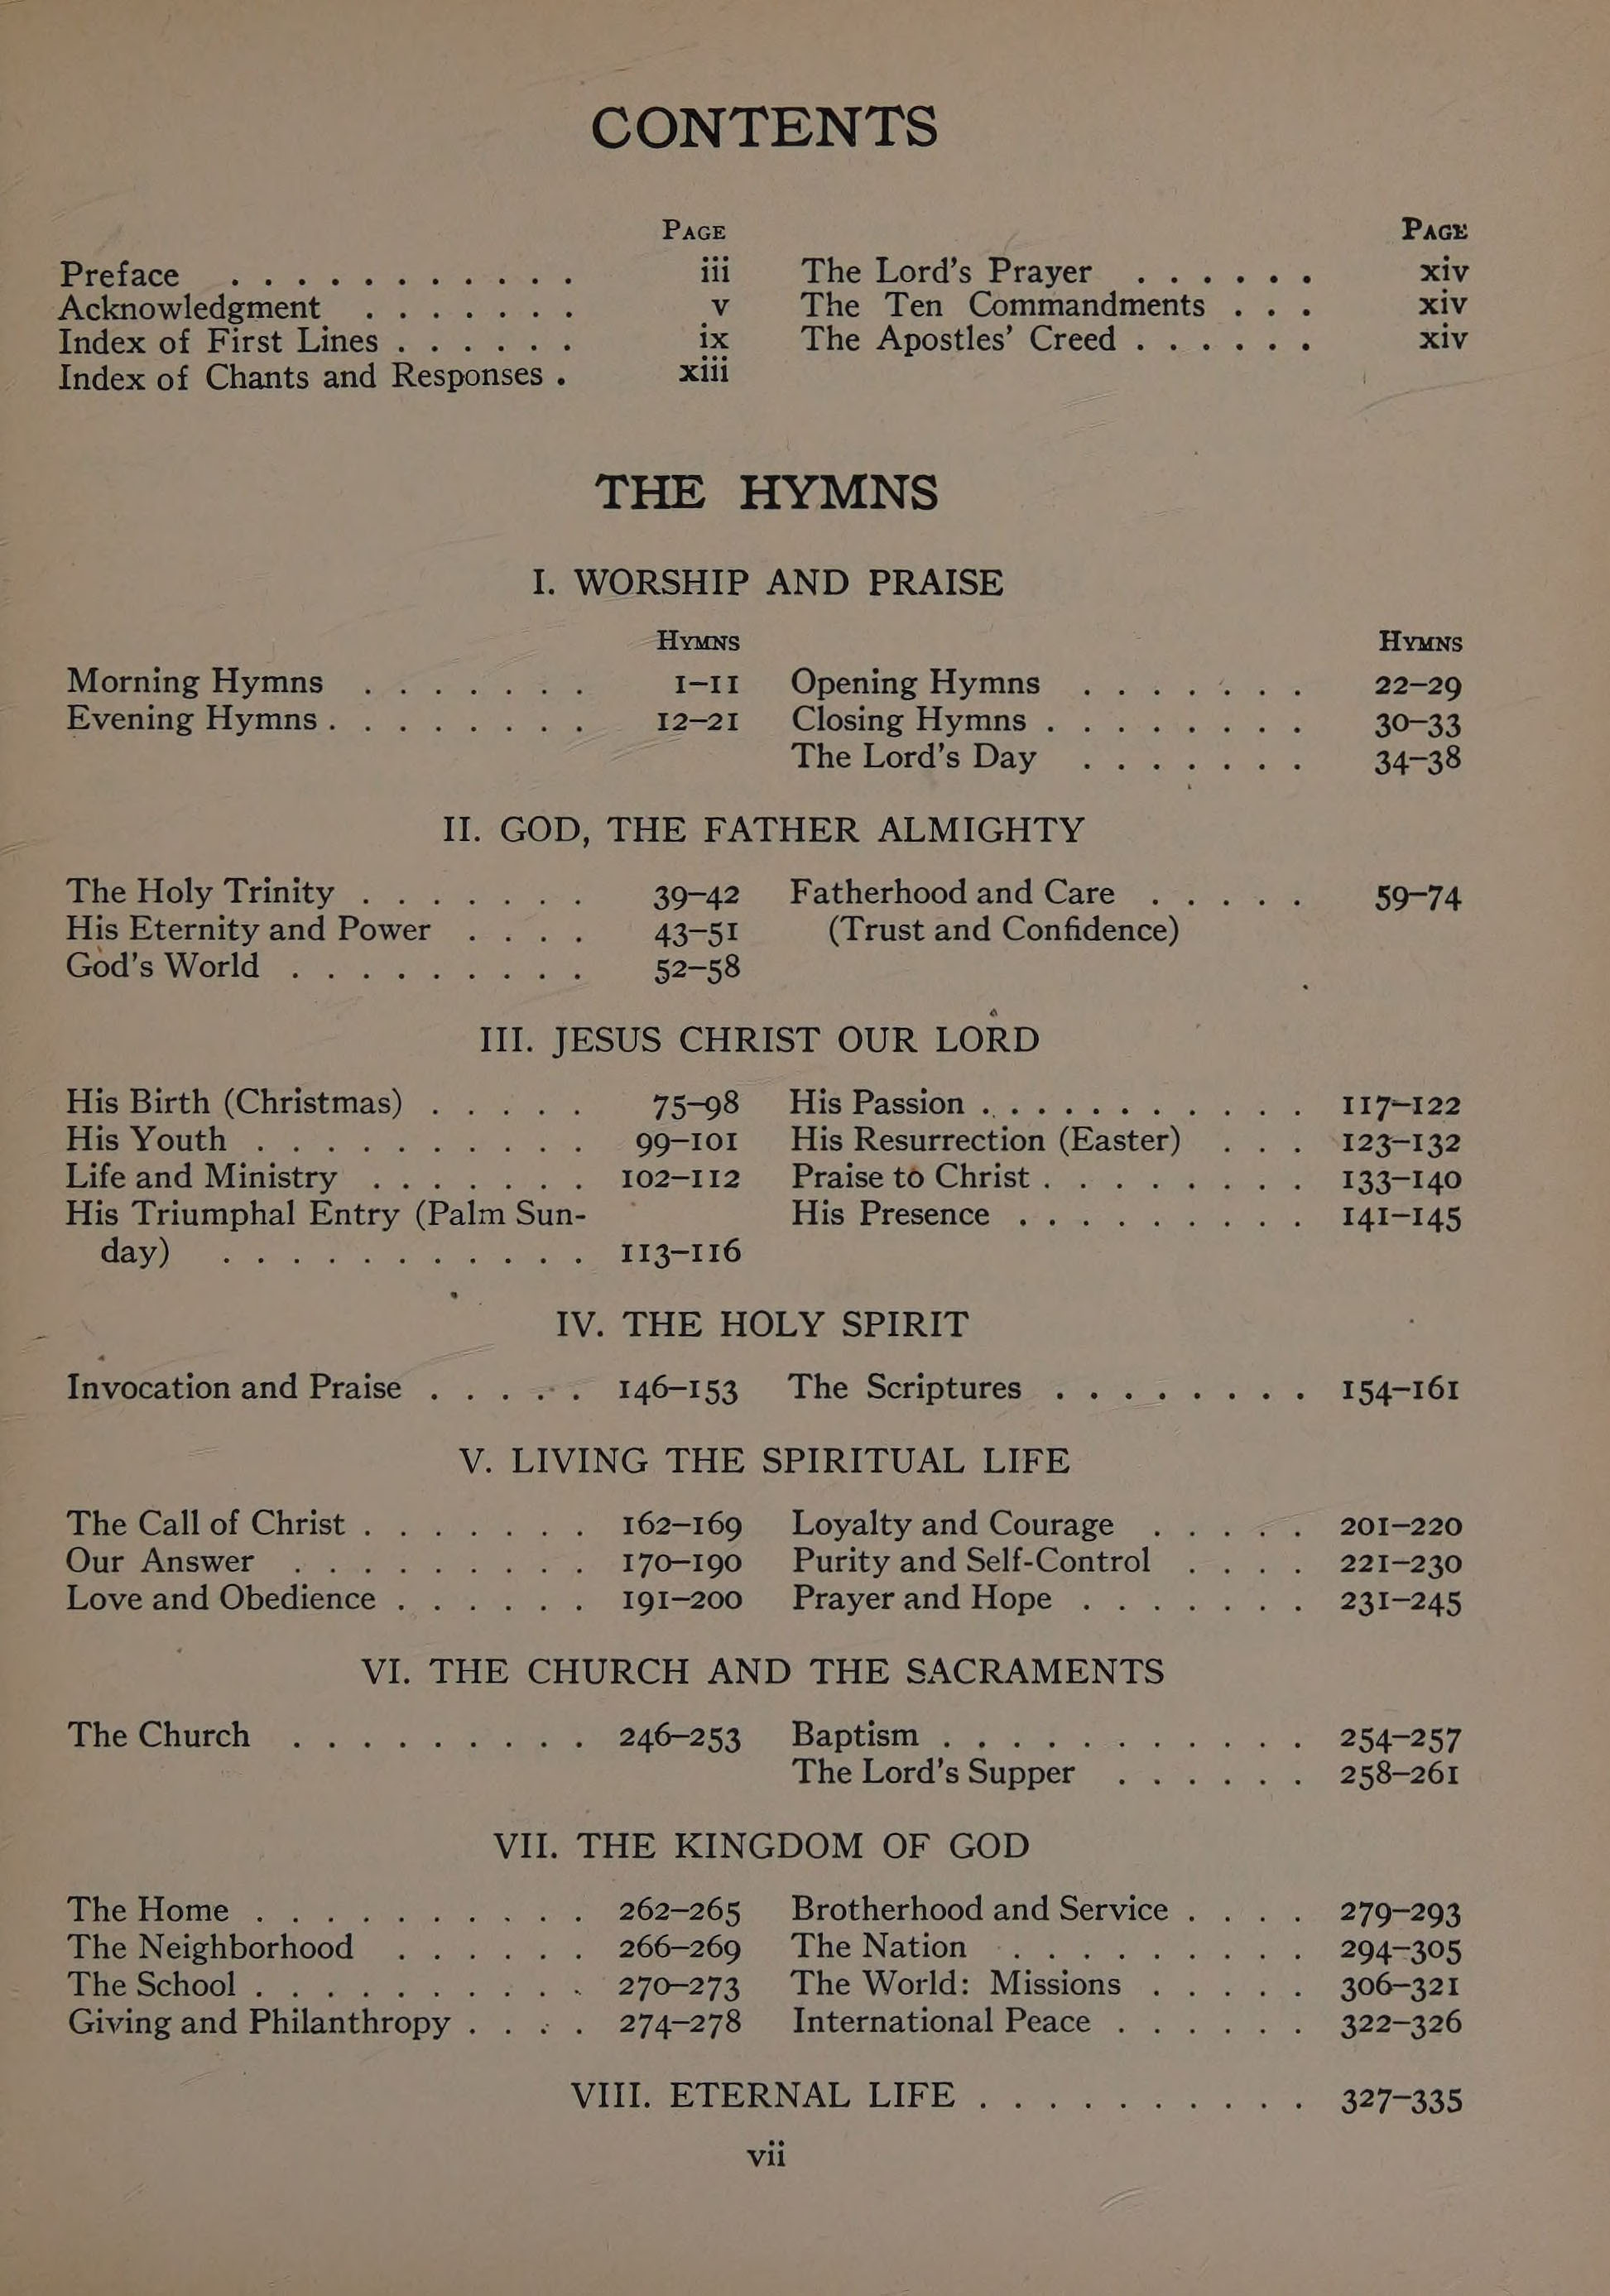 CONTENTS
PAGE
Preface . . . . . . . . . . . iii
Acknowledgment . . . . . . . v
Index of First Lines . . . . . . ix
Index of Chants and Responses . xiii
PAGE
The Lord's Prayer . . . . . . xiv
The Ten Commandments . . . xiv
The Apostles' Creed . . . . . . xiv
THE HYMNS
I. WORSHIP AND PRAISE
HYMNS
Morning Hymns . . . . . . . 1–11
Evening Hymns . . . . . . . . 12–21
HYMNS
Opening Hymns . . . . . . . 22–29
Closing Hymns . . . . . . . . 30–33
The Lord's Day . . . . . . . 34–38
II. GOD, THE FATHER ALMIGHTY
The Holy Trinity . . . . . . . 39–42
His Eternity and Power . . . . 43–51
God's World . . . . . . . . . 52–58
Fatherhood and Care . . . . . 59–74
(Trust and Confidence)
III. JESUS CHRIST OUR LORD
His Birth (Christmas) . . . . . 75–98
His Youth . . . . . . . . . . 99–101
Life and Ministry . . . . . . . 102–112
His Triumphal Entry (Palm Sun-
day) . . . . . . . . . . . 113–116
His Passion . . . . . . . . . . 117–122
His Resurrection (Easter) . . . 123–132
Praise to Christ . . . . . . . . 133–140
His Presence . . . . . . . . . 141–145
IV. THE HOLY SPIRIT
Invocation and Praise . . . . . 146–153
The Scriptures . . . . . . . . 154–161
V. LIVING THE SPIRITUAL LIFE
The Call of Christ . . . . . . . 162–169
Our Answer . . . . . . . . . 170–190
Love and Obedience . . . . . . 191–200
Loyalty and Courage . . . . . 201–220
Purity and Self-Control . . . . 221–230
Prayer and Hope . . . . . . . 231–245
VI. THE CHURCH AND THE SACRAMENTS
The Church . . . . . . . . . 246–253
Baptism . . . . . . . . . . . 254–257
The Lord's Supper . . . . . . 258–261
VII. THE KINGDOM OF GOD
The Home . . . . . . . . . . 262–265
The Neighborhood . . . . . . 266–269
The School . . . . . . . . . . 270–273
Giving and Philanthropy . . . . 274–278
Brotherhood and Service . . . . 279–293
The Nation . . . . . . . . . 294–305
The World: Missions . . . . . 306–321
International Peace . . . . . . 322–326
VIII. ETERNAL LIFE . . . . . . . . . . 327–335
vii